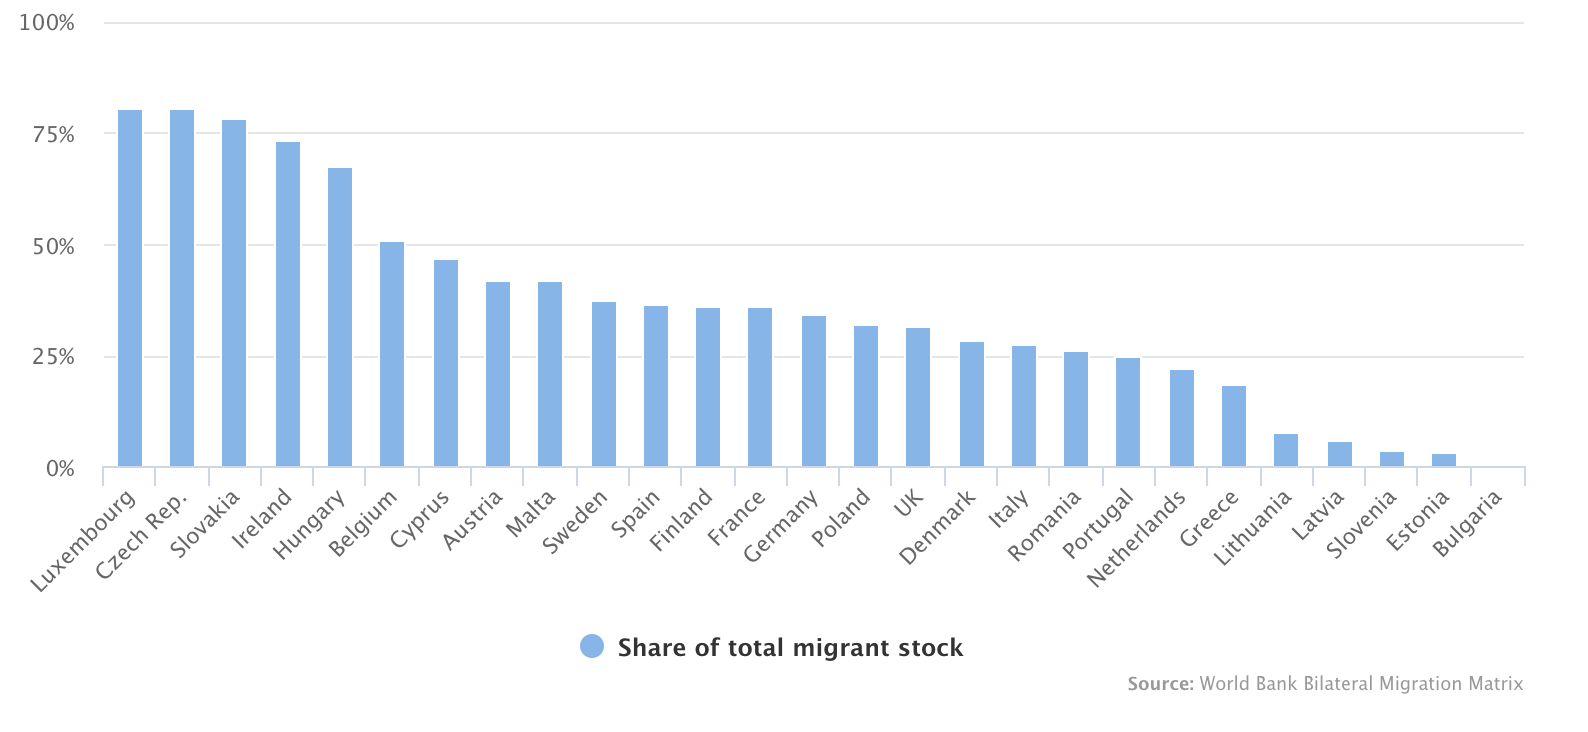 100%
75%
50%
25%
0%
Luxembourg
Czech Rep.
Slovakia
Ireland
Hungary
Belgium
Cyprus
Austria
Malta
Sweden
Spain
Finland
France
Germany
Poland
UK
Denmark
Italy
Romania
Portugal
Netherlands
Greece
Lithuania
Latvia
Slovenia
Estonia
Bulgaria
Share of total migrant stock
Source: World Bank Bilateral Migration Matrix